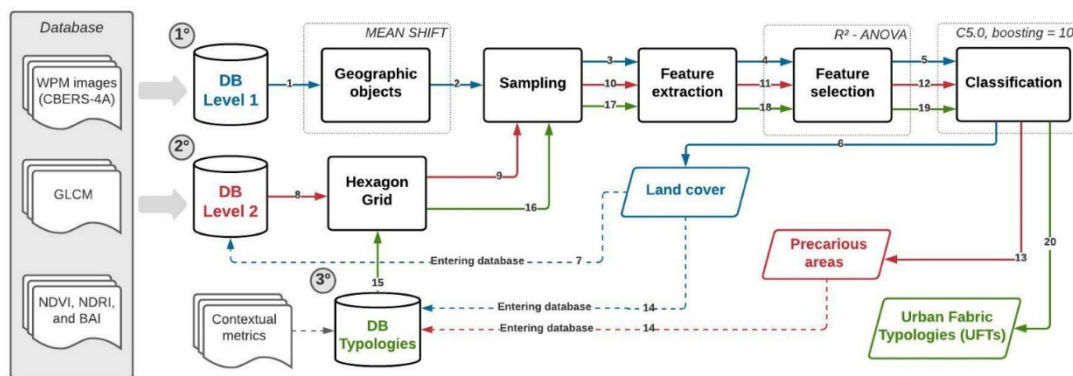 Database
WPM images
(CBERS-4A)
GLCM
NDVI, NDRI,
and BAI
1º
DB
Level 1
1
MEAN SHIFT
Geographic
objects
2
Sampling
3
10
17
Feature
extraction
4
11
18
R² - ANOVA
Feature
selection
5
12
19
C5.0, boosting = 10
Classification
6
2º
DB
Level 2
8
Hexagon
Grid
9
16
Land cover
Entering database
7
15
3º
Contextual
metrics
DB
Typologies
Entering database
14
Entering database
14
Precarious
areas
13
20
Urban Fabric
Typologies (UFTs)